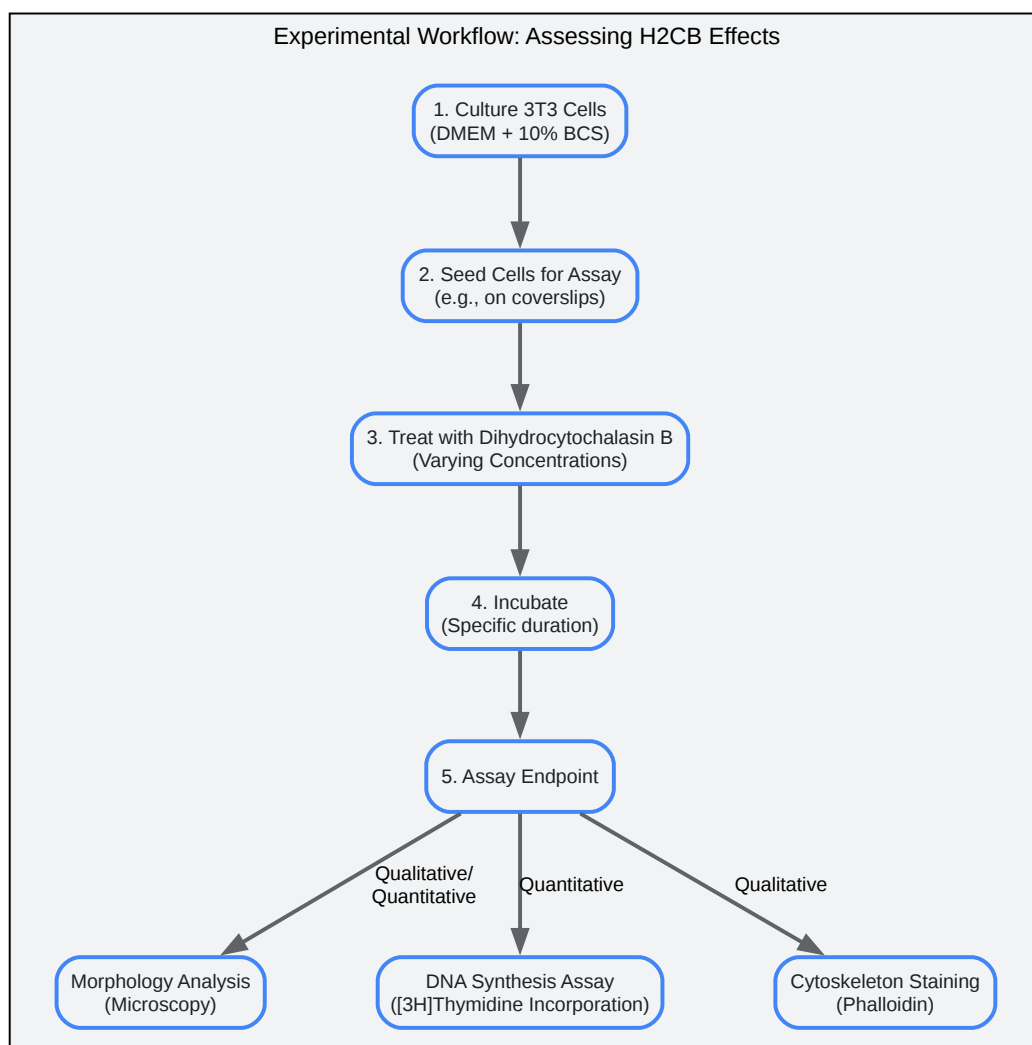 Experimental Workflow: Assessing H2CB Effects
1. Culture 3T3 Cells
(DMEM + 10% BCS)
2. Seed Cells for Assay
(e.g., on coverslips)
3. Treat with Dihydrocytochalasin B
(Varying Concentrations)
4. Incubate
(Specific duration)
5. Assay Endpoint
Qualitative/
Quantitative
Quantitative
Qualitative
Morphology Analysis
(Microscopy)
DNA Synthesis Assay
([3H]Thymidine Incorporation)
Cytoskeleton Staining
(Phalloidin)